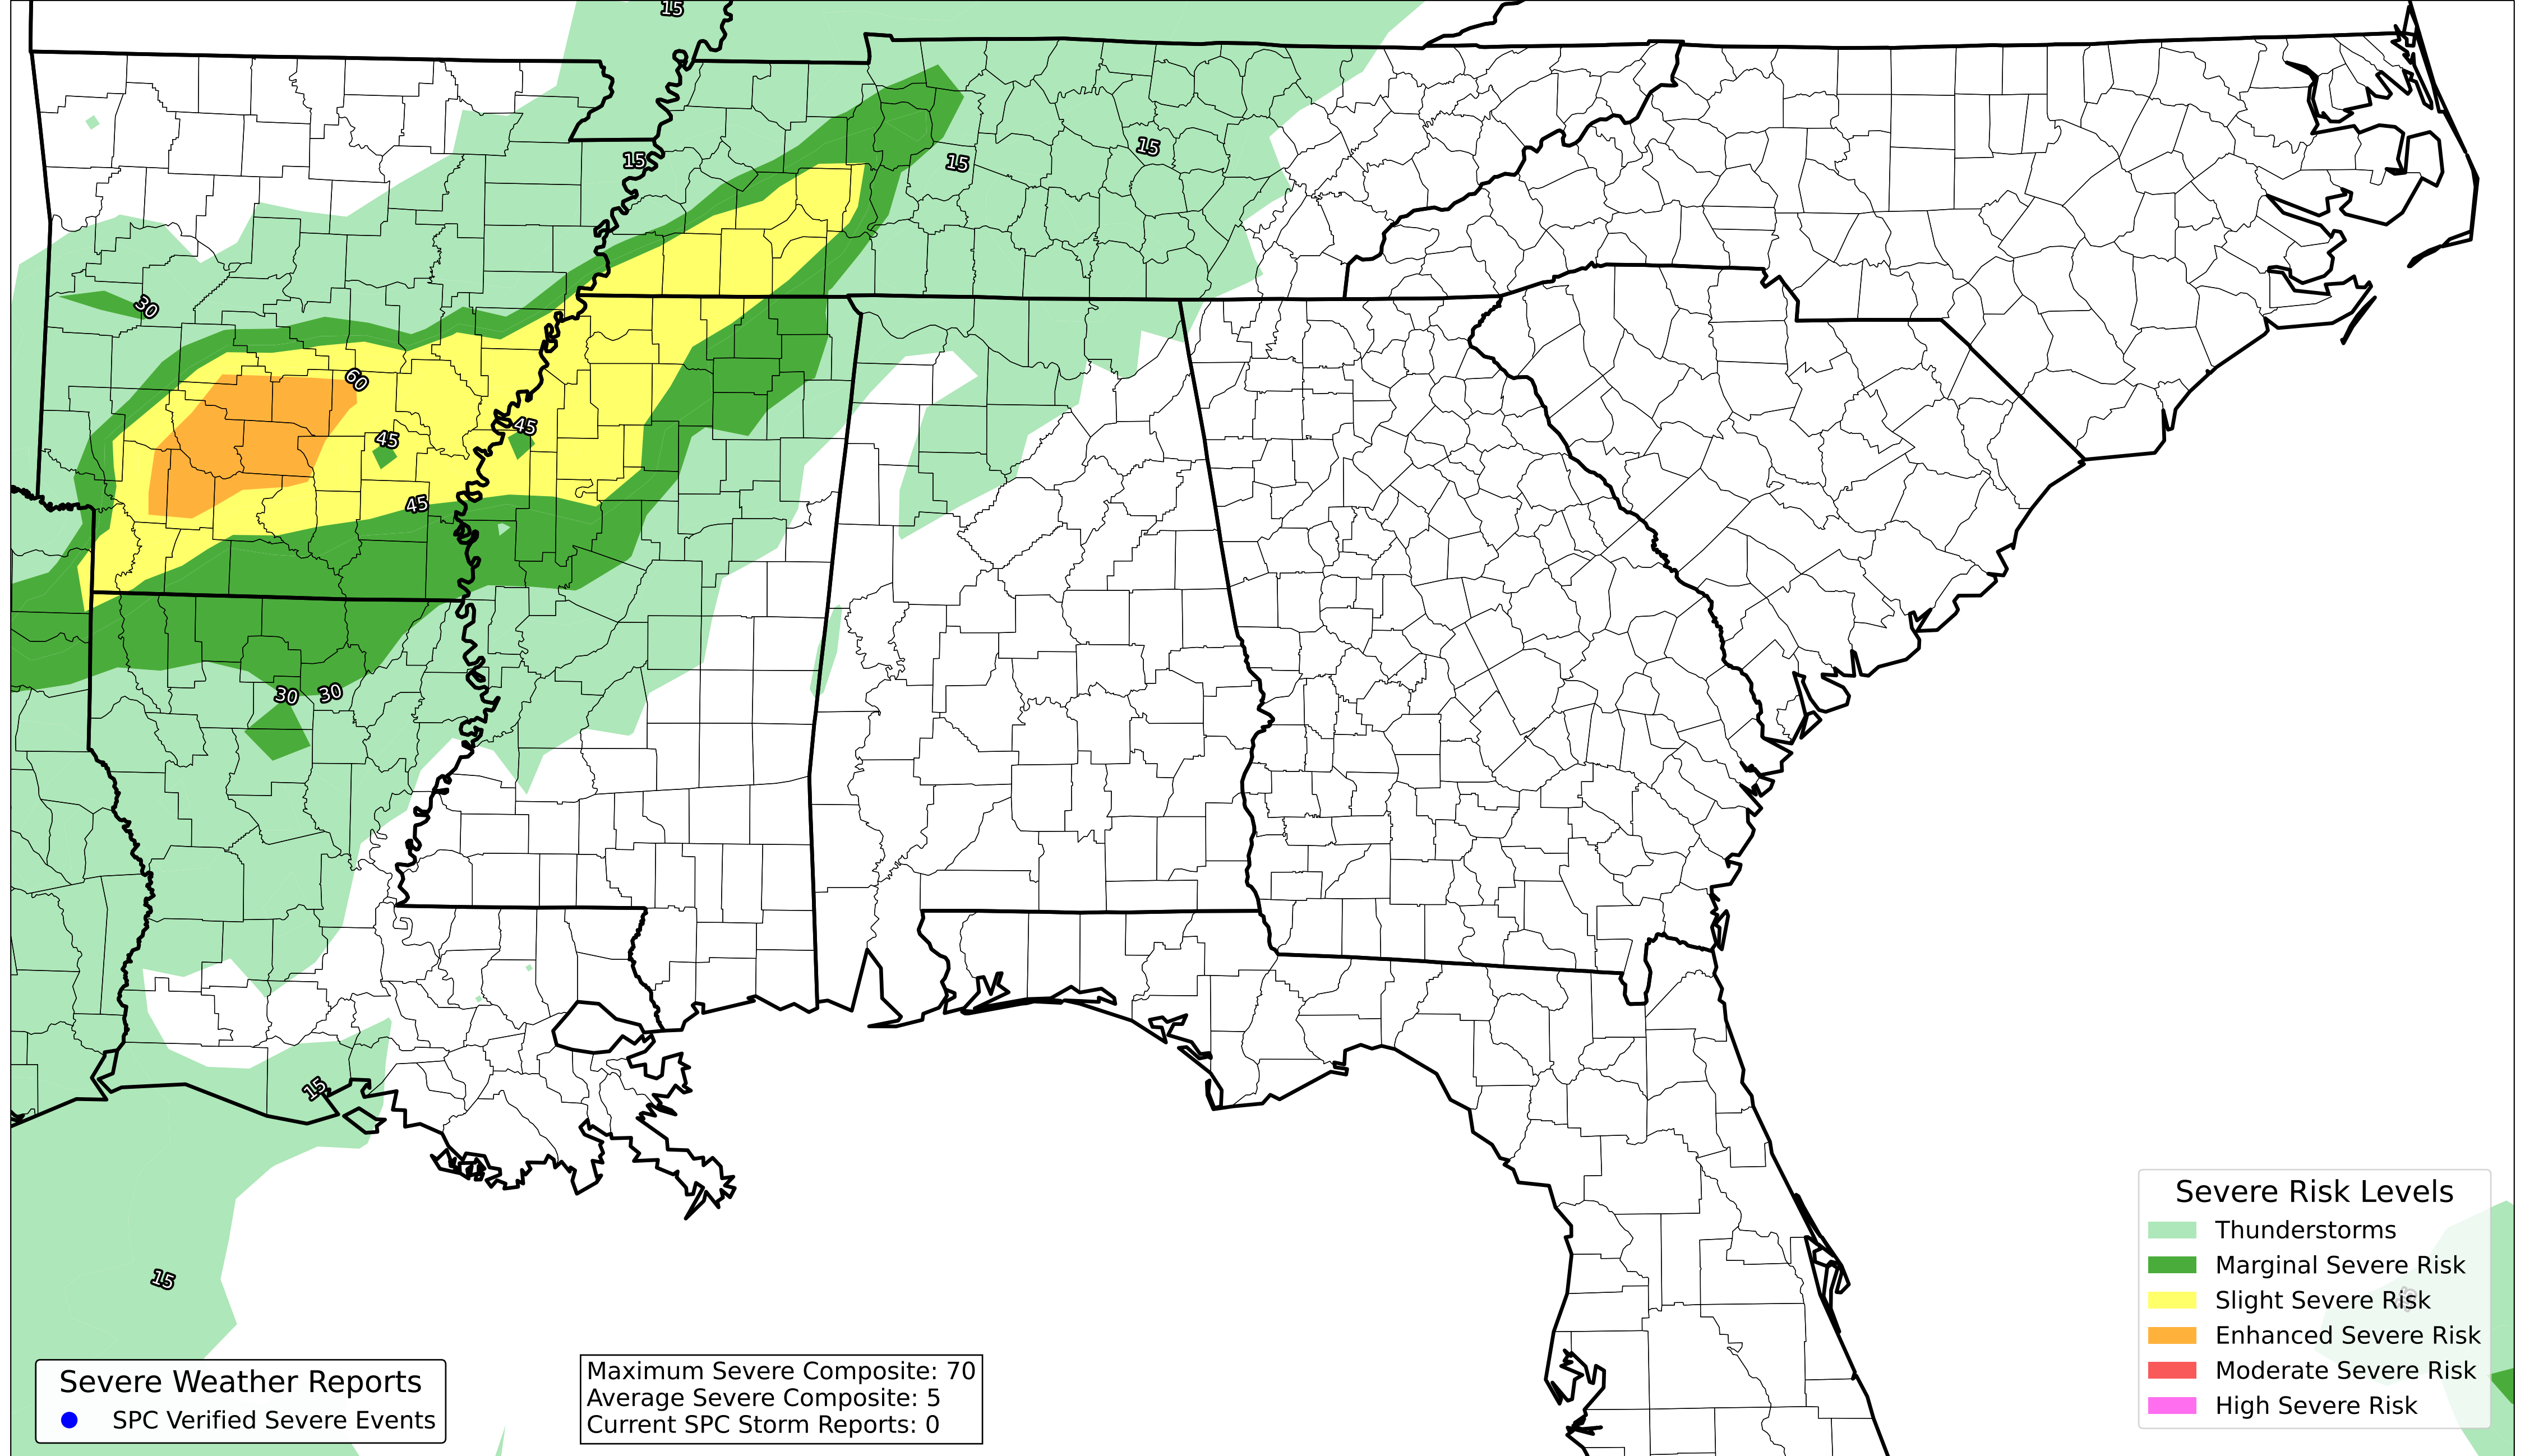 15
15
15
15
30
60
45
45
45
30
30
15
15
Severe Risk Levels
Thunderstorms
Marginal Severe Risk
Slight Severe Risk
Enhanced Severe Risk
Moderate Severe Risk
High Severe Risk
Severe Weather Reports
SPC Verified Severe Events
Maximum Severe Composite: 70
Average Severe Composite: 5
Current SPC Storm Reports: 0